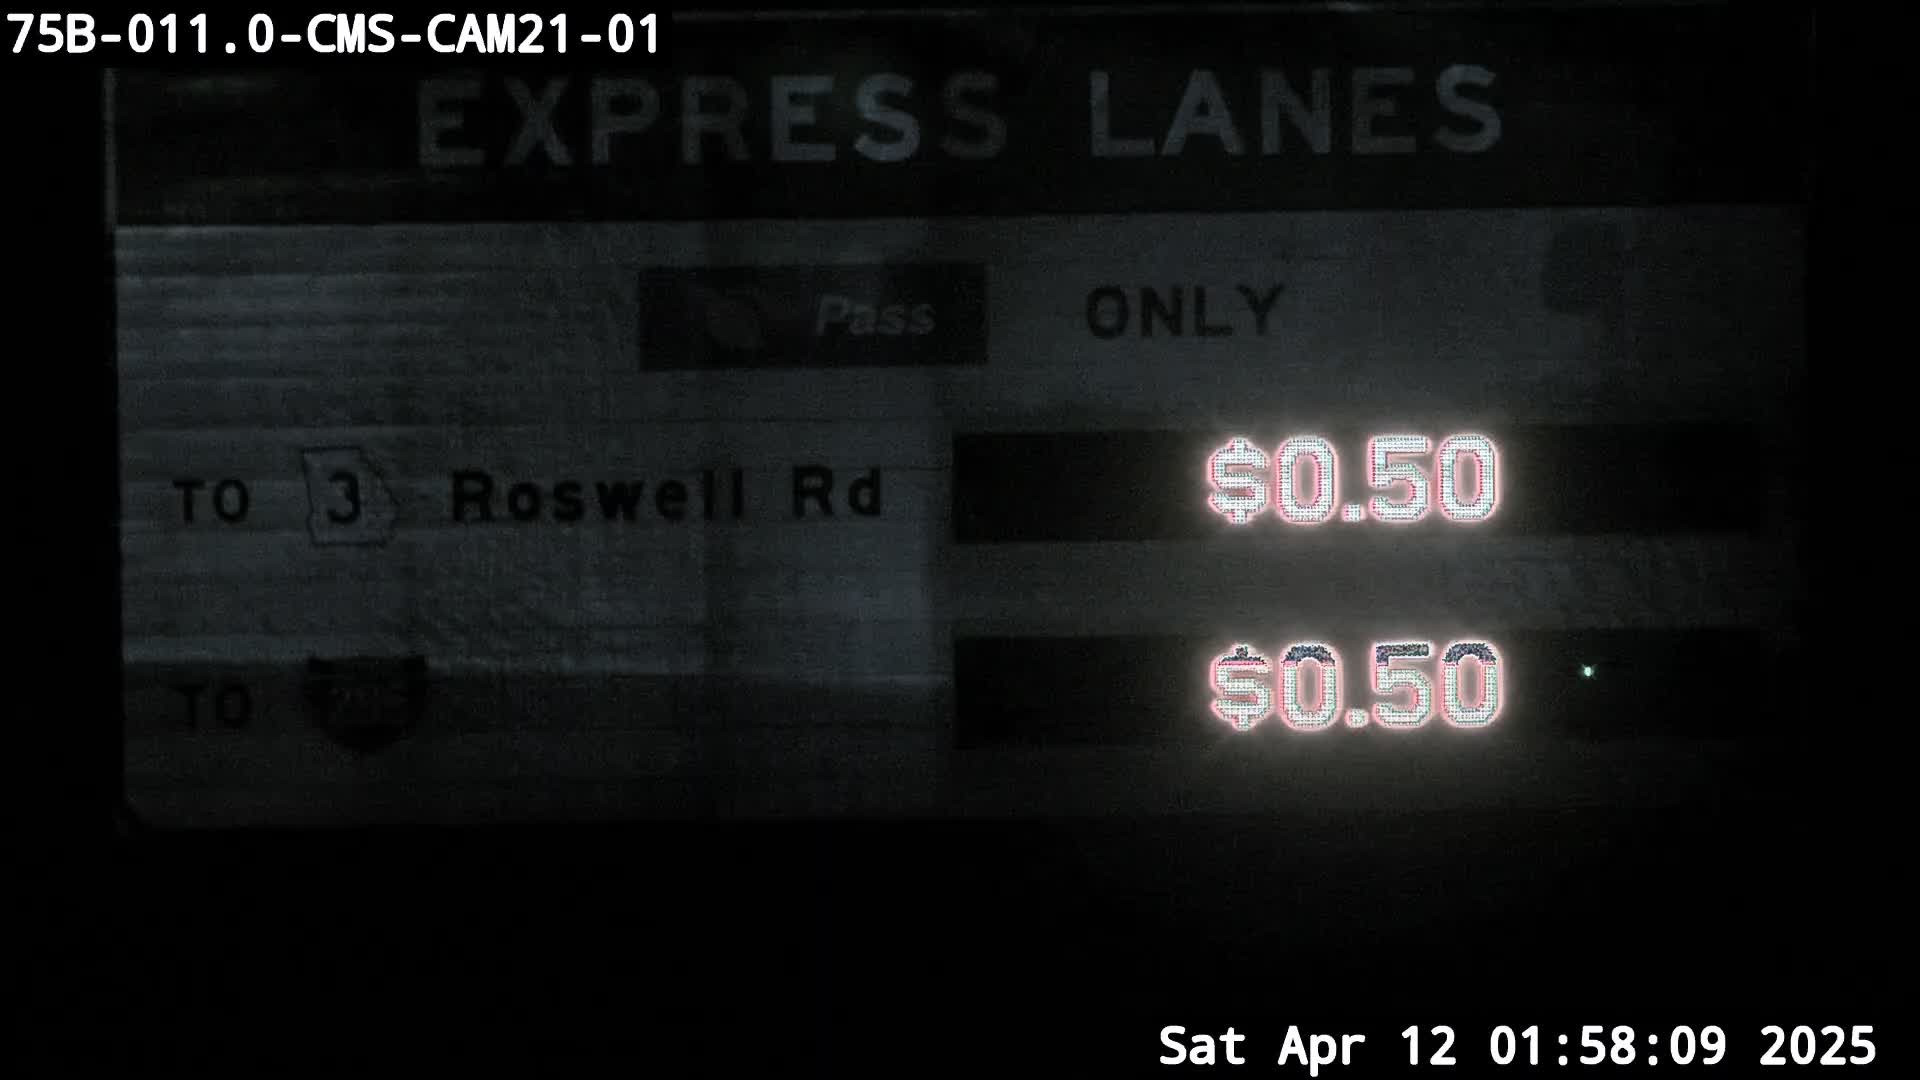 75B-011.0-CMS-CAM21-01
EXPRESS LANES
Pass ONLY
TO 3 Roswell Rd $0.50
TO $0.50
Sat Apr 12 01:58:09 2025